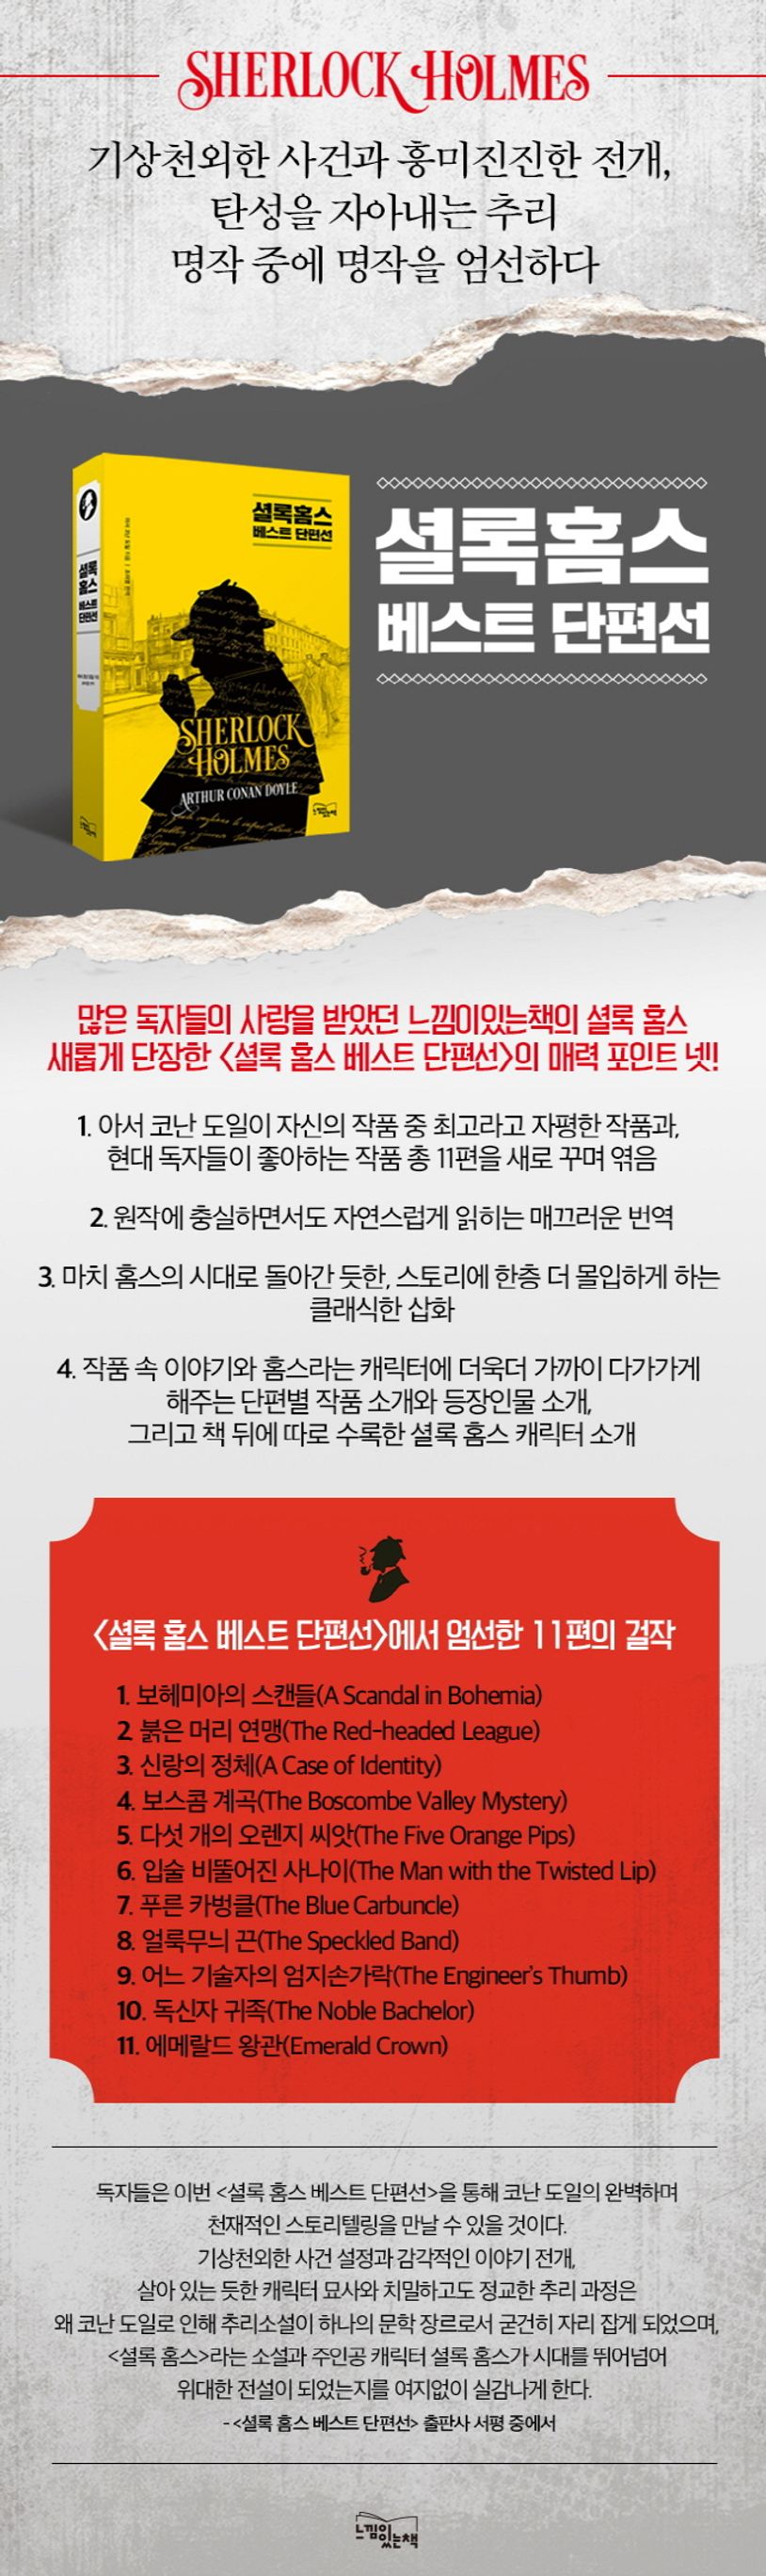 SHERLOCK HOLMES
기상천외한 사건과 흥미진진한 전개,
탄성을 자아내는 추리
명작 중에 명작을 엄선하다
셜록홈스
베스트 단편선
셜록홈스
베스트 단편선
셜록
홈스
베스트
단편선
SHERLOCK
HOLMES
ARTHUR CONAN DOYLE
느낌이있는책
많은 독자들의 사랑을 받았던 느낌이있는책의 셜록 홈스
새롭게 단장한 <셜록 홈스 베스트 단편선>의 매력 포인트 넷!
1. 아서 코난 도일이 자신의 작품 중 최고라고 자평한 작품과,
현대 독자들이 좋아하는 작품 총 11편을 새로 꾸며 엮음
2. 원작에 충실하면서도 자연스럽게 읽히는 매끄러운 번역
3. 마치 홈스의 시대로 돌아간 듯한, 스토리에 한층 더 몰입하게 하는
클래식한 삽화
4. 작품 속 이야기와 홈스라는 캐릭터에 더욱더 가까이 다가가게
해주는 단편별 작품 소개와 등장인물 소개,
그리고 책 뒤에 따로 수록한 셜록 홈스 캐릭터 소개
<셜록 홈스 베스트 단편선>에서 엄선한 11편의 걸작
1. 보헤미아의 스캔들(A Scandal in Bohemia)
2. 붉은 머리 연맹(The Red-headed League)
3. 신랑의 정체(A Case of Identity)
4. 보스콤 계곡(The Boscombe Valley Mystery)
5. 다섯 개의 오렌지 씨앗(The Five Orange Pips)
6. 입술 비뚤어진 사나이(The Man with the Twisted Lip)
7. 푸른 카벙클(The Blue Carbuncle)
8. 얼룩무늬 끈(The Speckled Band)
9. 어느 기술자의 엄지손가락(The Engineer's Thumb)
10. 독신자 귀족(The Noble Bachelor)
11. 에메랄드 왕관(Emerald Crown)
독자들은 이번 <셜록 홈스 베스트 단편선>을 통해 코난 도일의 완벽하며
천재적인 스토리텔링을 만날 수 있을 것이다.
기상천외한 사건 설정과 감각적인 이야기 전개,
살아 있는 듯한 캐릭터 묘사와 치밀하고도 정교한 추리 과정은
왜 코난 도일로 인해 추리소설이 하나의 문학 장르로서 굳건히 자리 잡게 되었으며,
<셜록 홈스>라는 소설과 주인공 캐릭터 셜록 홈스가 시대를 뛰어넘어
위대한 전설이 되었는지를 여지없이 실감나게 한다.
- <셜록 홈스 베스트 단편선> 출판사 서평 중에서
느낌이있는책